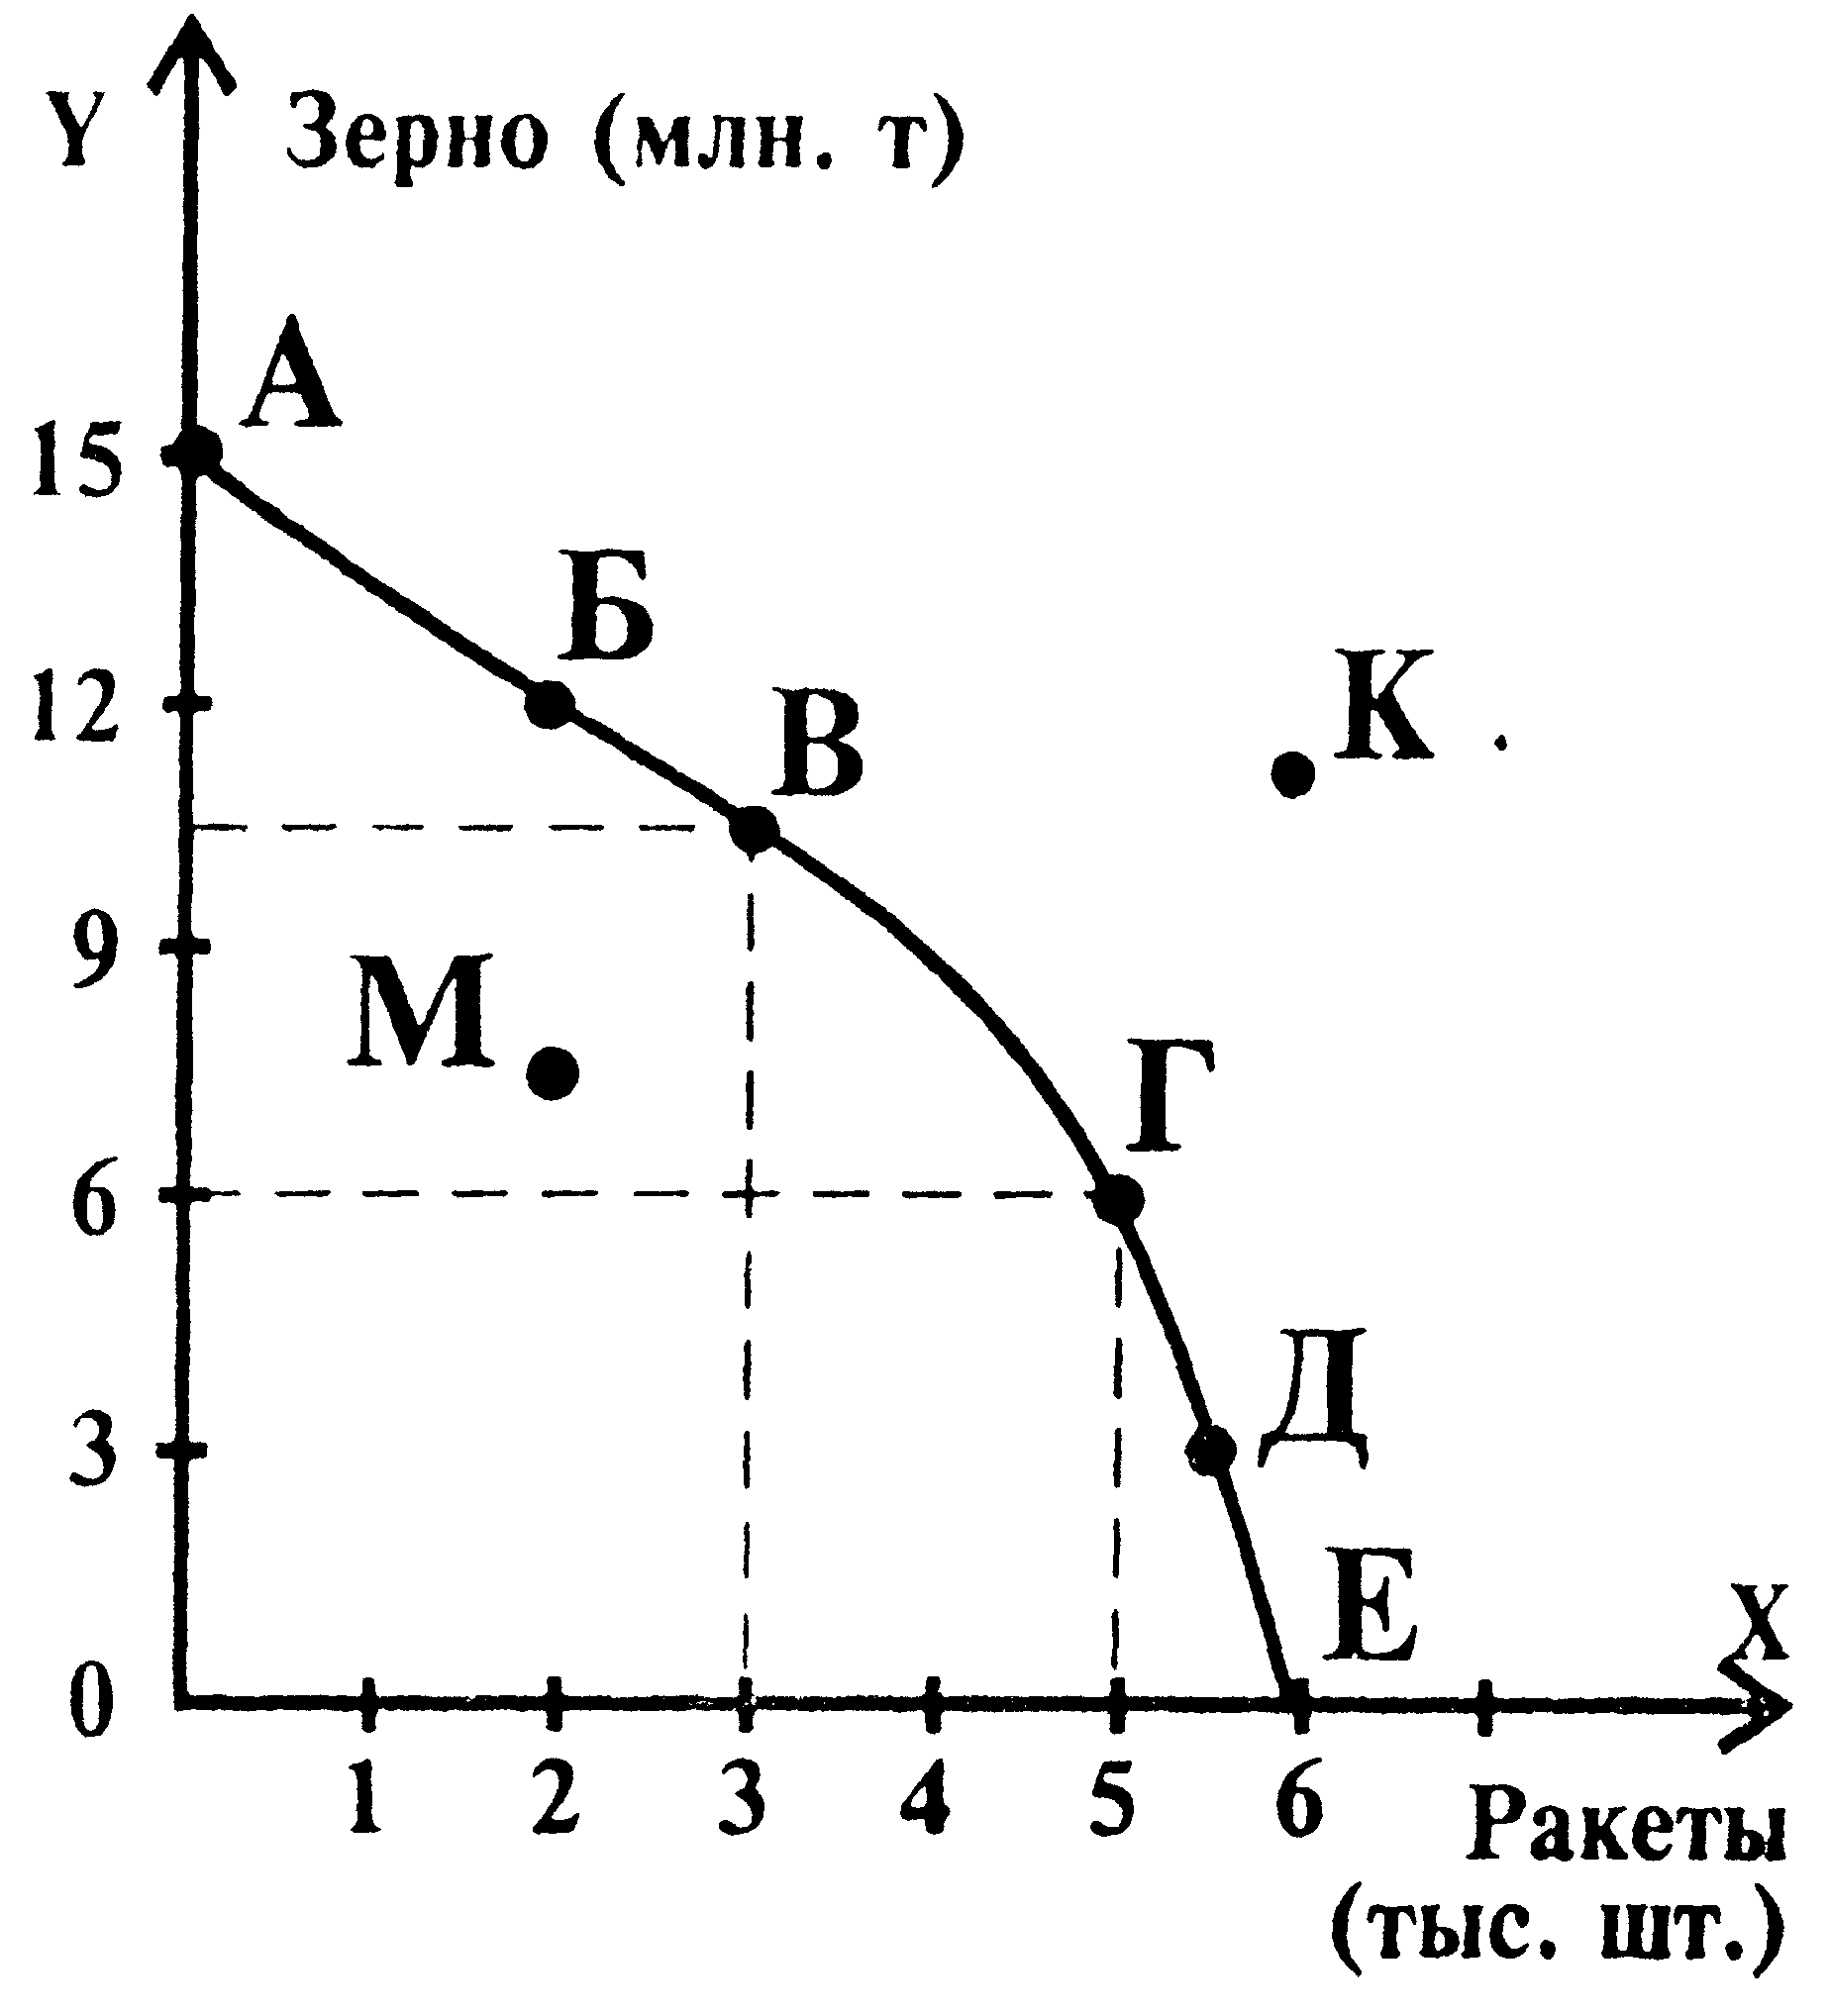 Y Зерно (млн. т)
А
15
Б
12
В
К
9
М
Г
6
Д
3
Е
X
0
1 2 3 4 5 6
Ракеты
(тыс. шт.)